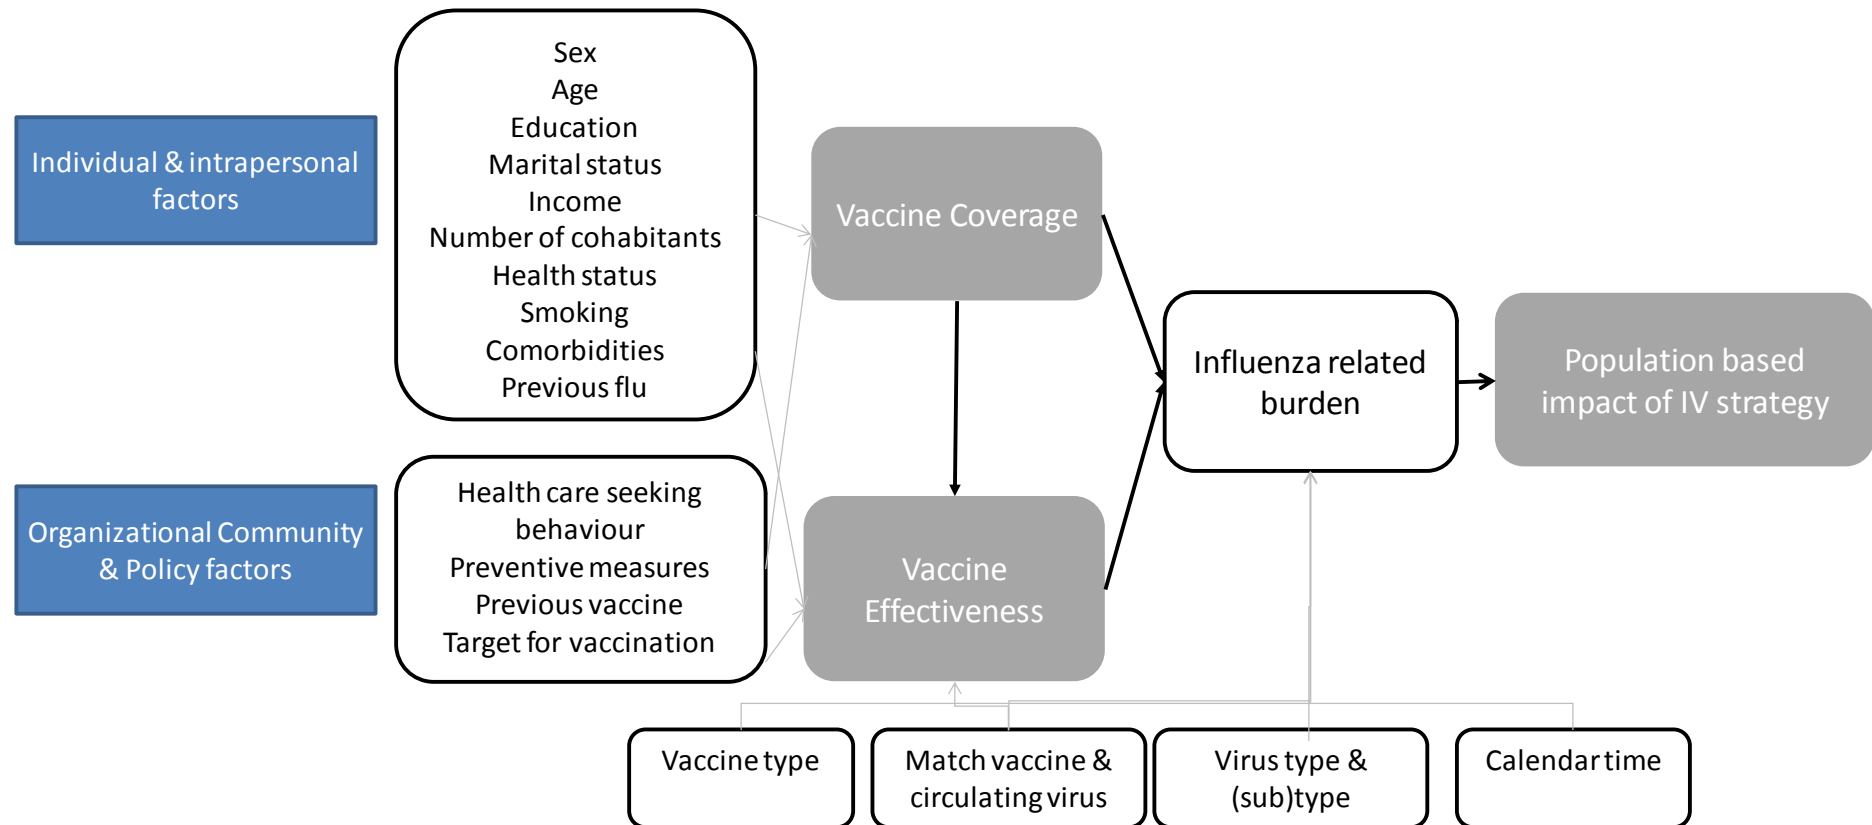 Individual & intrapersonal
factors
Sex
Age
Education
Marital status
Income
Number of cohabitants
Health status
Smoking
Comorbidities
Previous flu
Organizational Community
& Policy factors
Health care seeking
behaviour
Preventive measures
Previous vaccine
Target for vaccination
Vaccine Coverage
Vaccine
Effectiveness
Influenza related
burden
Population based
impact of IV strategy
Vaccine type
Match vaccine &
circulating virus
Virus type &
(sub)type
Calendar time